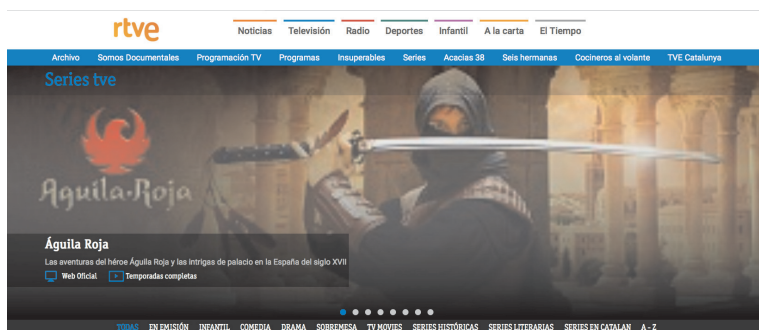 rtve
Noticias Televisión Radio Deportes Infantil A la carta El Tiempo
Archivo Somos Documentales Programación TV Programas Insuperables Series Acacias 38 Seis hermanas Cocineros al volante TVE Catalunya
Series tve
Aguila·Roja
Águila Roja
Las aventuras del héroe Águila Roja y las intrigas de palacio en la España del siglo XVII
Web Oficial Temporadas completas
TODAS EN EMISIÓN INFANTIL COMEDIA DRAMA SOBREMESA TV MOVIES SERIES HISTÓRICAS SERIES LITERARIAS SERIES EN CATALAN A - Z